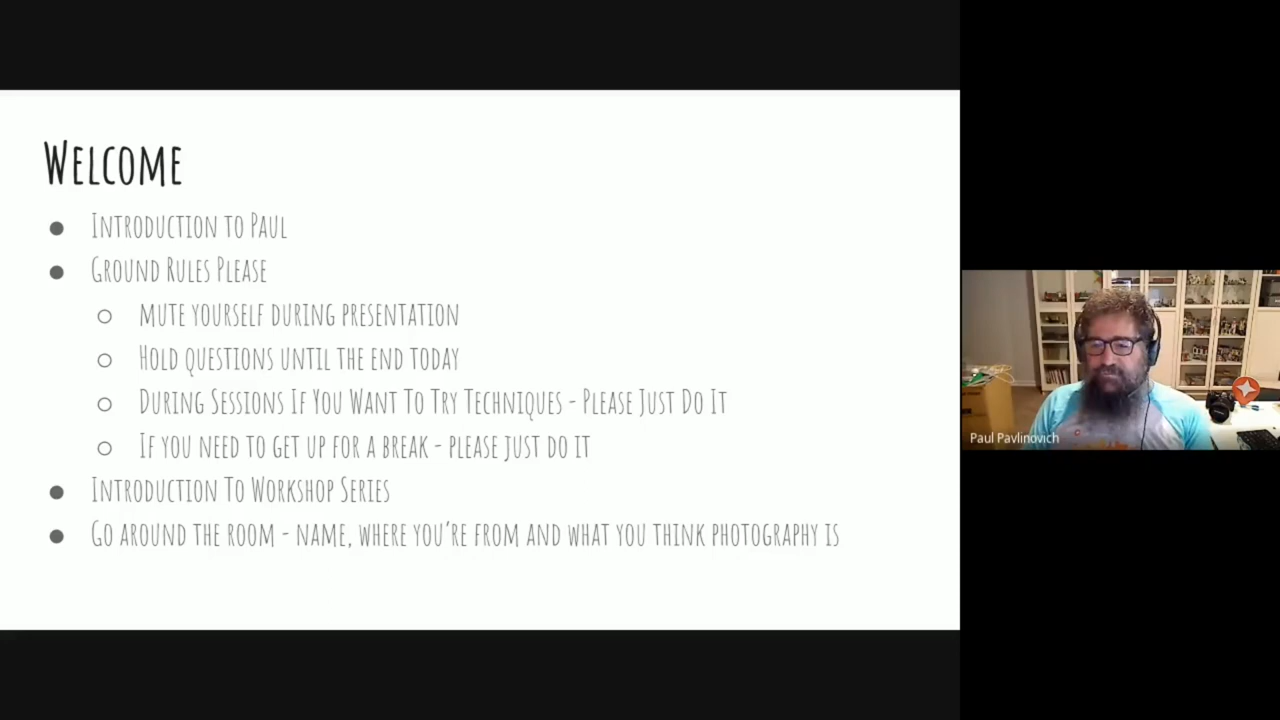 Welcome
● Introduction to Paul
● Ground Rules Please
○ mute yourself during presentation
○ Hold questions until the end today
○ During Sessions If You Want To Try Techniques - Please Just Do It
○ If you need to get up for a break - please just do it
● Introduction To Workshop Series
● Go around the room - name, where you're from and what you think photography is
Paul Pavlinovich